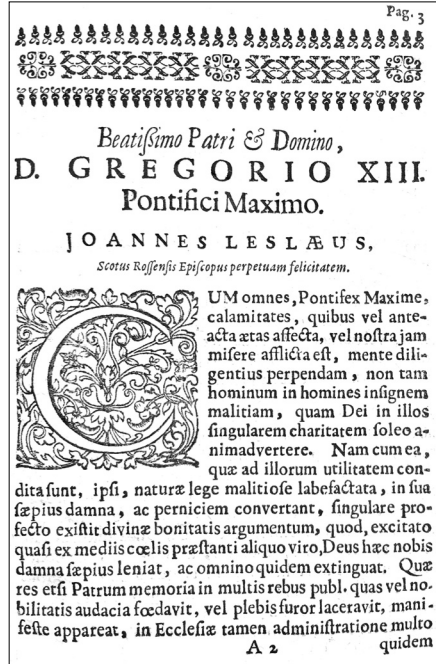 Pag. 3
Beatißimo Patri & Domino,
D. GREGORIO XIII.
Pontifici Maximo.
JOANNES LESLÆUS,
Scotus Roſſenſis Epiſcopus perpetuam felicitatem.
CUM omnes, Pontifex Maxime,
calamitates, quibus vel ante-
acta ætas affecta, vel noſtra jam
miſere afflicta eſt, mente dili-
gentius perpendam, non tam
hominum in homines inſignem
malitiam, quam Dei in illos
ſingularem charitatem ſoleo a-
nimadvertere. Nam cum ea,
quæ ad illorum utilitatem con-
dita ſunt, ipſi, naturæ lege malitioſe labefactata, in ſua
ſæpius damna, ac perniciem convertant, ſingulare pro-
fecto exiſtit divinæ bonitatis argumentum, quod, excitato
quaſi ex mediis cœlis præſtanti aliquo viro, Deus hæc nobis
damna ſæpius leniat, ac omnino quidem extinguat. Quæ
res etſi Patrum memoria in multis rebus publ. quas vel no-
bilitatis audacia fœdavit, vel plebis furor laceravit, mani-
feſte appareat, in Eccleſiæ tamen adminiſtratione multo
A 2 quidem